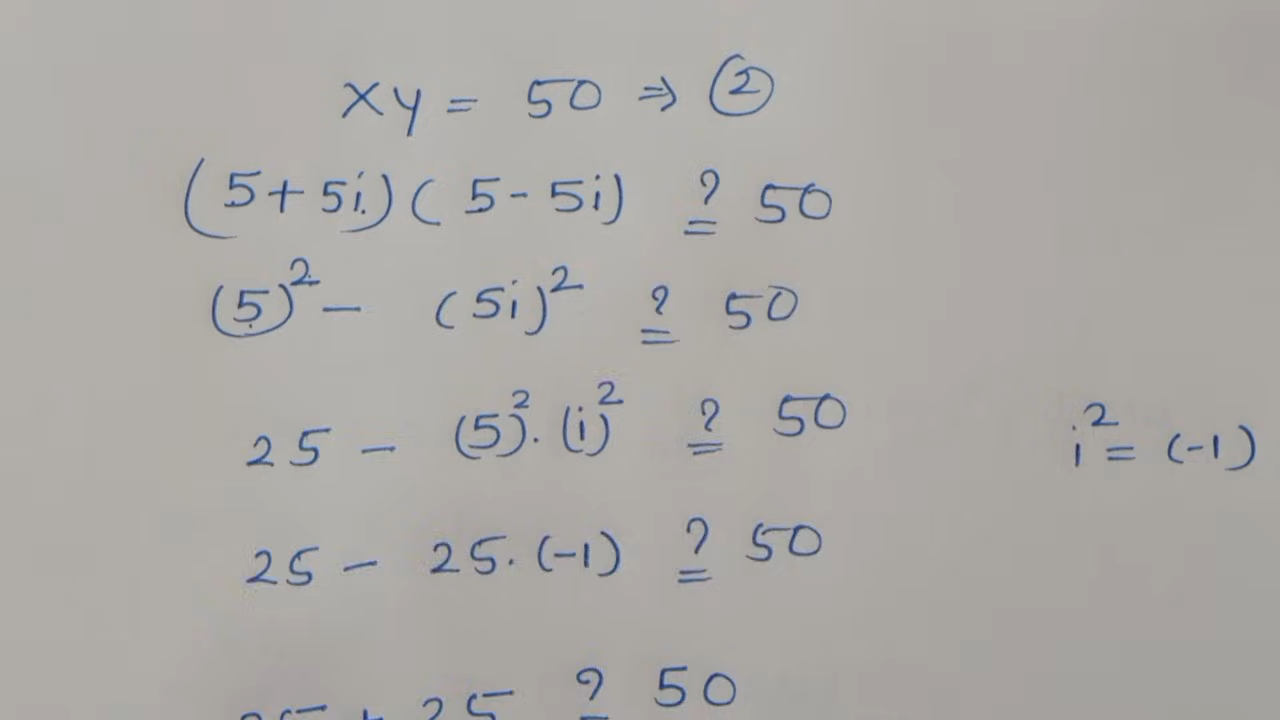 xy = 50 ⇒ ②
(5+5i)(5-5i) ≟ 50
(5)² - (5i)² ≟ 50
25 - (5)².(i)² ≟ 50
i² = (-1)
25 - 25.(-1) ≟ 50
25 + 25 ≟ 50